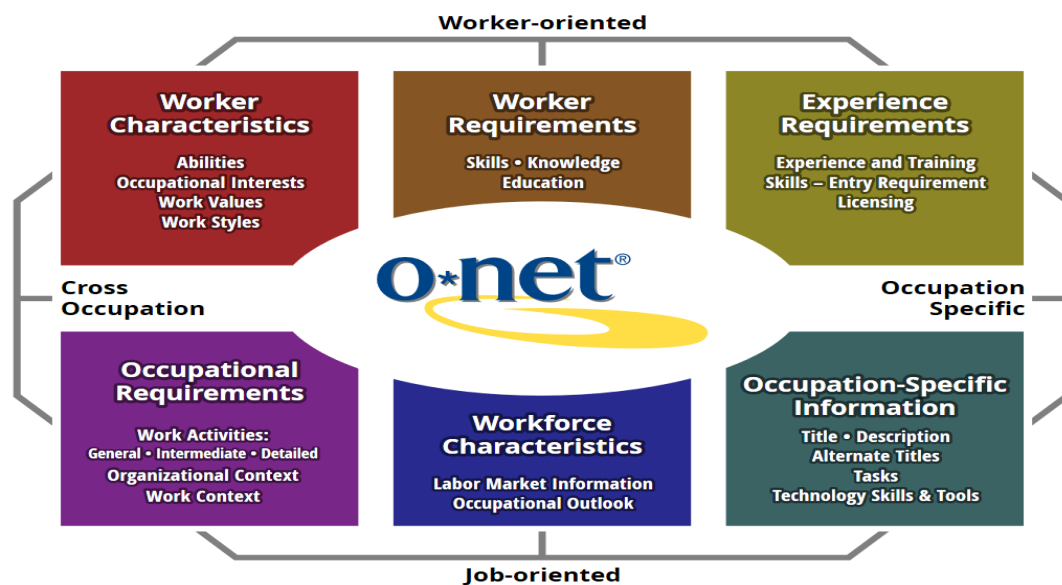 Worker-oriented
Worker
Characteristics
Abilities
Occupational Interests
Work Values
Work Styles
Worker
Requirements
Skills • Knowledge
Education
Experience
Requirements
Experience and Training
Skills – Entry Requirement
Licensing
o*net®
Cross
Occupation
Occupation
Specific
Occupational
Requirements
Work Activities:
General • Intermediate • Detailed
Organizational Context
Work Context
Workforce
Characteristics
Labor Market Information
Occupational Outlook
Occupation-Specific
Information
Title • Description
Alternate Titles
Tasks
Technology Skills & Tools
Job-oriented